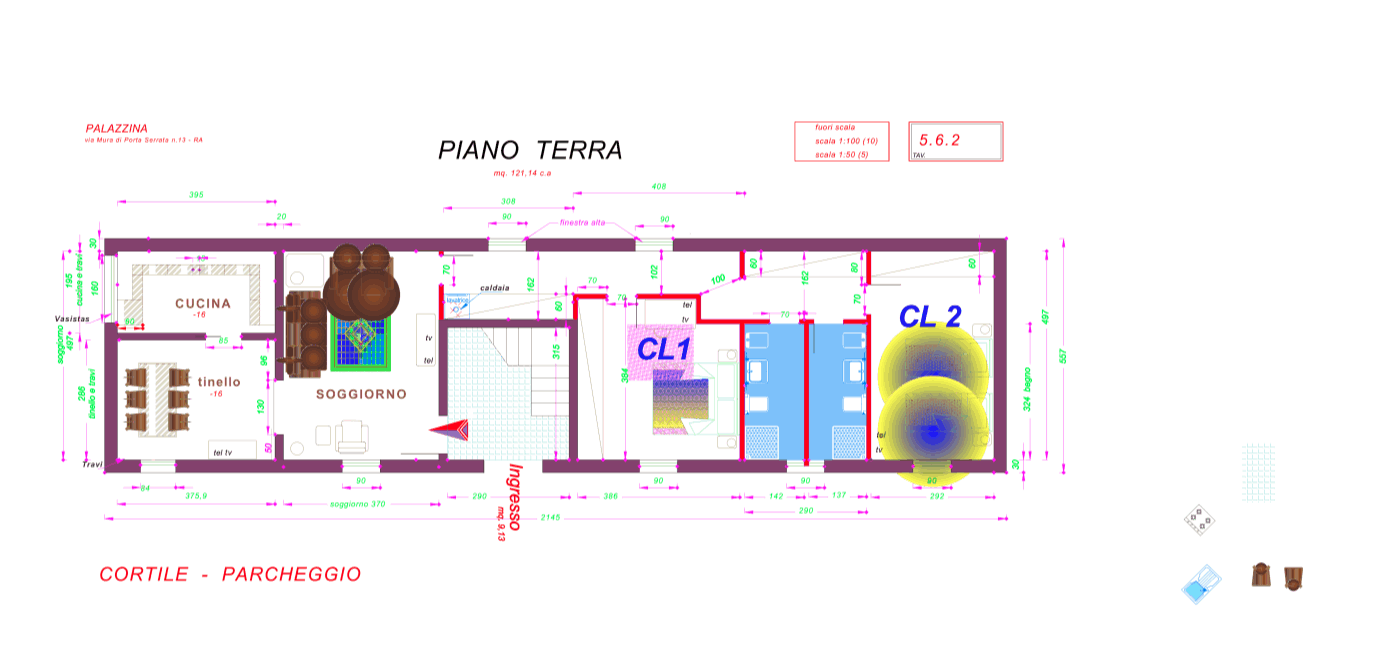 PALAZZINA
via Mura di Porta Serrata n.13 - RA
PIANO TERRA
mq. 121,14 c.a
fuori scala
scala 1:100 (10)
scala 1:50 (5)
5.6.2
TAV.
395
20
308
90
finestra alta
408
90
30
195
cucina e travi
160
Vasistas
soggiorno
497
286
tinello e travi
Travi
CUCINA
-16
90
95
tinello
-16
tel tv
96
130
50
SOGGIORNO
tv
tel
70
caldaia
162
60
315
70
70
102
384
CL1
tel
tv
100
60
162
80
70
70
CL 2
60
tel
tv
497
557
324 bagno
30
84
375,9
90
soggiorno 370
290
Ingresso
mq. 9,13
2145
90
386
142
90
137
290
90
292
CORTILE - PARCHEGGIO